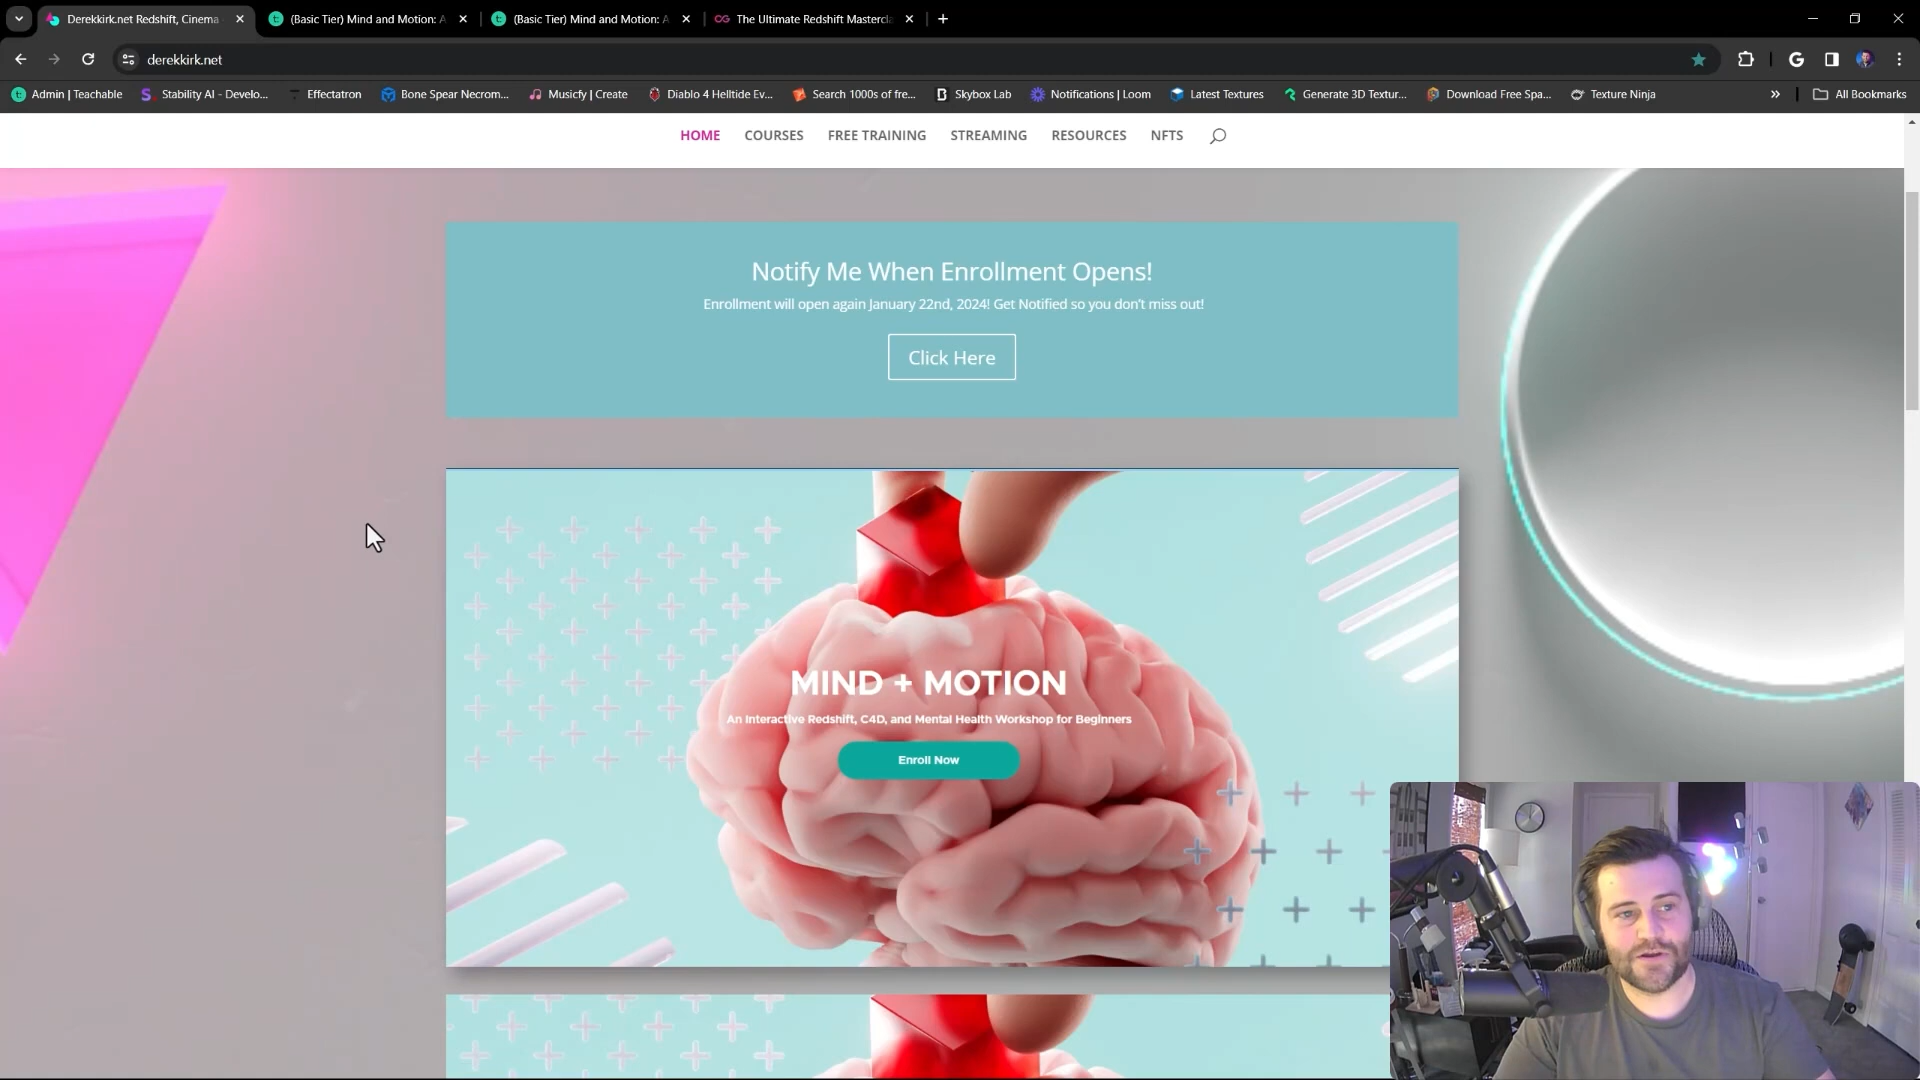 Derekkirk.net Redshift, Cinema
(Basic Tier) Mind and Motion: A
(Basic Tier) Mind and Motion: A
The Ultimate Redshift Mastercla
derekkirk.net
Admin | Teachable
Stability AI - Develo...
Effectatron
Bone Spear Necrom...
Musicfy | Create
Diablo 4 Helltide Ev...
Search 1000s of fre...
Skybox Lab
Notifications | Loom
Latest Textures
Generate 3D Textur...
Download Free Spa...
Texture Ninja
All Bookmarks
HOME
COURSES
FREE TRAINING
STREAMING
RESOURCES
NFTS
Notify Me When Enrollment Opens!
Enrollment will open again January 22nd, 2024! Get Notified so you don't miss out!
Click Here
MIND + MOTION
An Interactive Redshift, C4D, and Mental Health Workshop for Beginners
Enroll Now